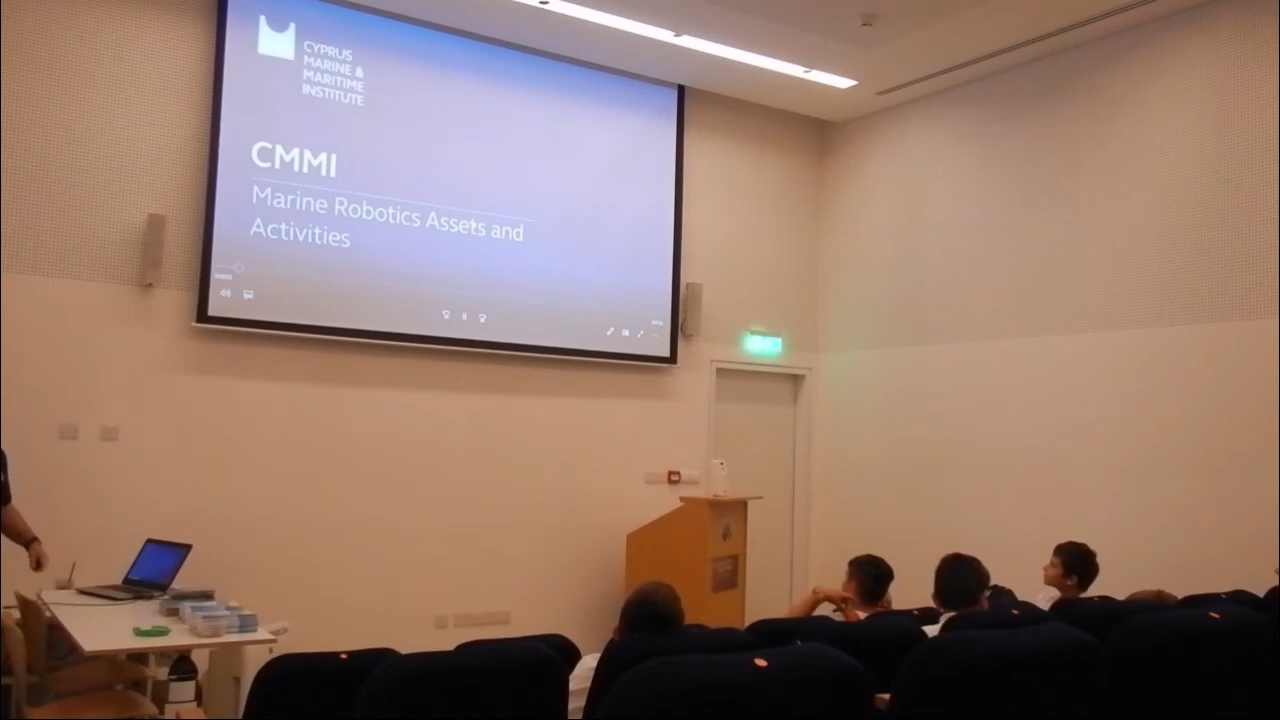 CYPRUS
MARINE &
MARITIME
INSTITUTE
CMMI
Marine Robotics Assets and
Activities